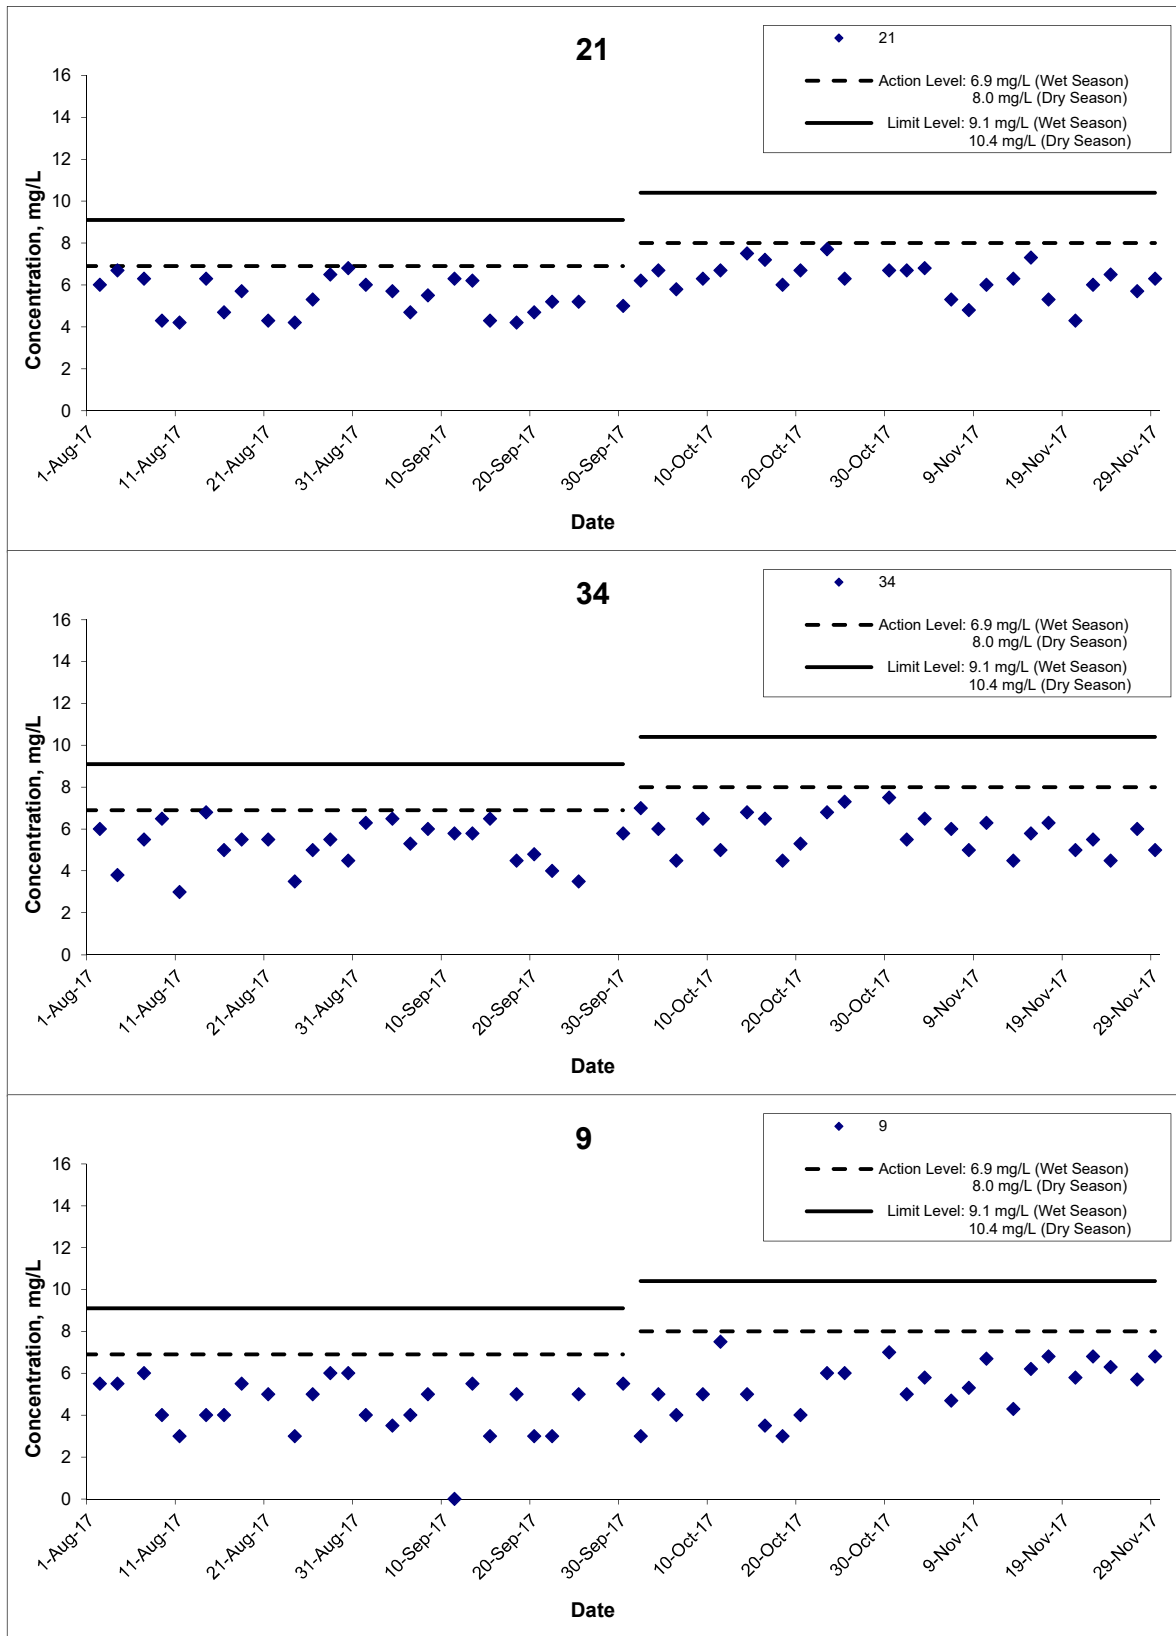 21
21
Action Level: 6.9 mg/L (Wet Season)
8.0 mg/L (Dry Season)
Limit Level: 9.1 mg/L (Wet Season)
10.4 mg/L (Dry Season)
Concentration, mg/L
16
14
12
10
8
6
4
2
0
1-Aug-17
11-Aug-17
21-Aug-17
31-Aug-17
10-Sep-17
20-Sep-17
30-Sep-17
10-Oct-17
20-Oct-17
30-Oct-17
9-Nov-17
19-Nov-17
29-Nov-17
Date
34
34
Action Level: 6.9 mg/L (Wet Season)
8.0 mg/L (Dry Season)
Limit Level: 9.1 mg/L (Wet Season)
10.4 mg/L (Dry Season)
Concentration, mg/L
16
14
12
10
8
6
4
2
0
1-Aug-17
11-Aug-17
21-Aug-17
31-Aug-17
10-Sep-17
20-Sep-17
30-Sep-17
10-Oct-17
20-Oct-17
30-Oct-17
9-Nov-17
19-Nov-17
29-Nov-17
Date
9
9
Action Level: 6.9 mg/L (Wet Season)
8.0 mg/L (Dry Season)
Limit Level: 9.1 mg/L (Wet Season)
10.4 mg/L (Dry Season)
Concentration, mg/L
16
14
12
10
8
6
4
2
0
1-Aug-17
11-Aug-17
21-Aug-17
31-Aug-17
10-Sep-17
20-Sep-17
30-Sep-17
10-Oct-17
20-Oct-17
30-Oct-17
9-Nov-17
19-Nov-17
29-Nov-17
Date